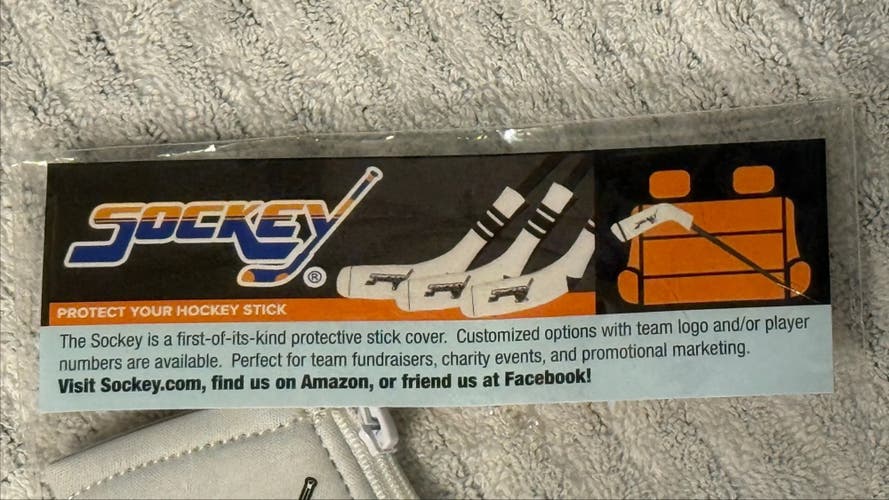 SOCKEY®
PROTECT YOUR HOCKEY STICK
The Sockey is a first-of-its-kind protective stick cover. Customized options with team logo and/or player
numbers are available. Perfect for team fundraisers, charity events, and promotional marketing.
Visit Sockey.com, find us on Amazon, or friend us at Facebook!